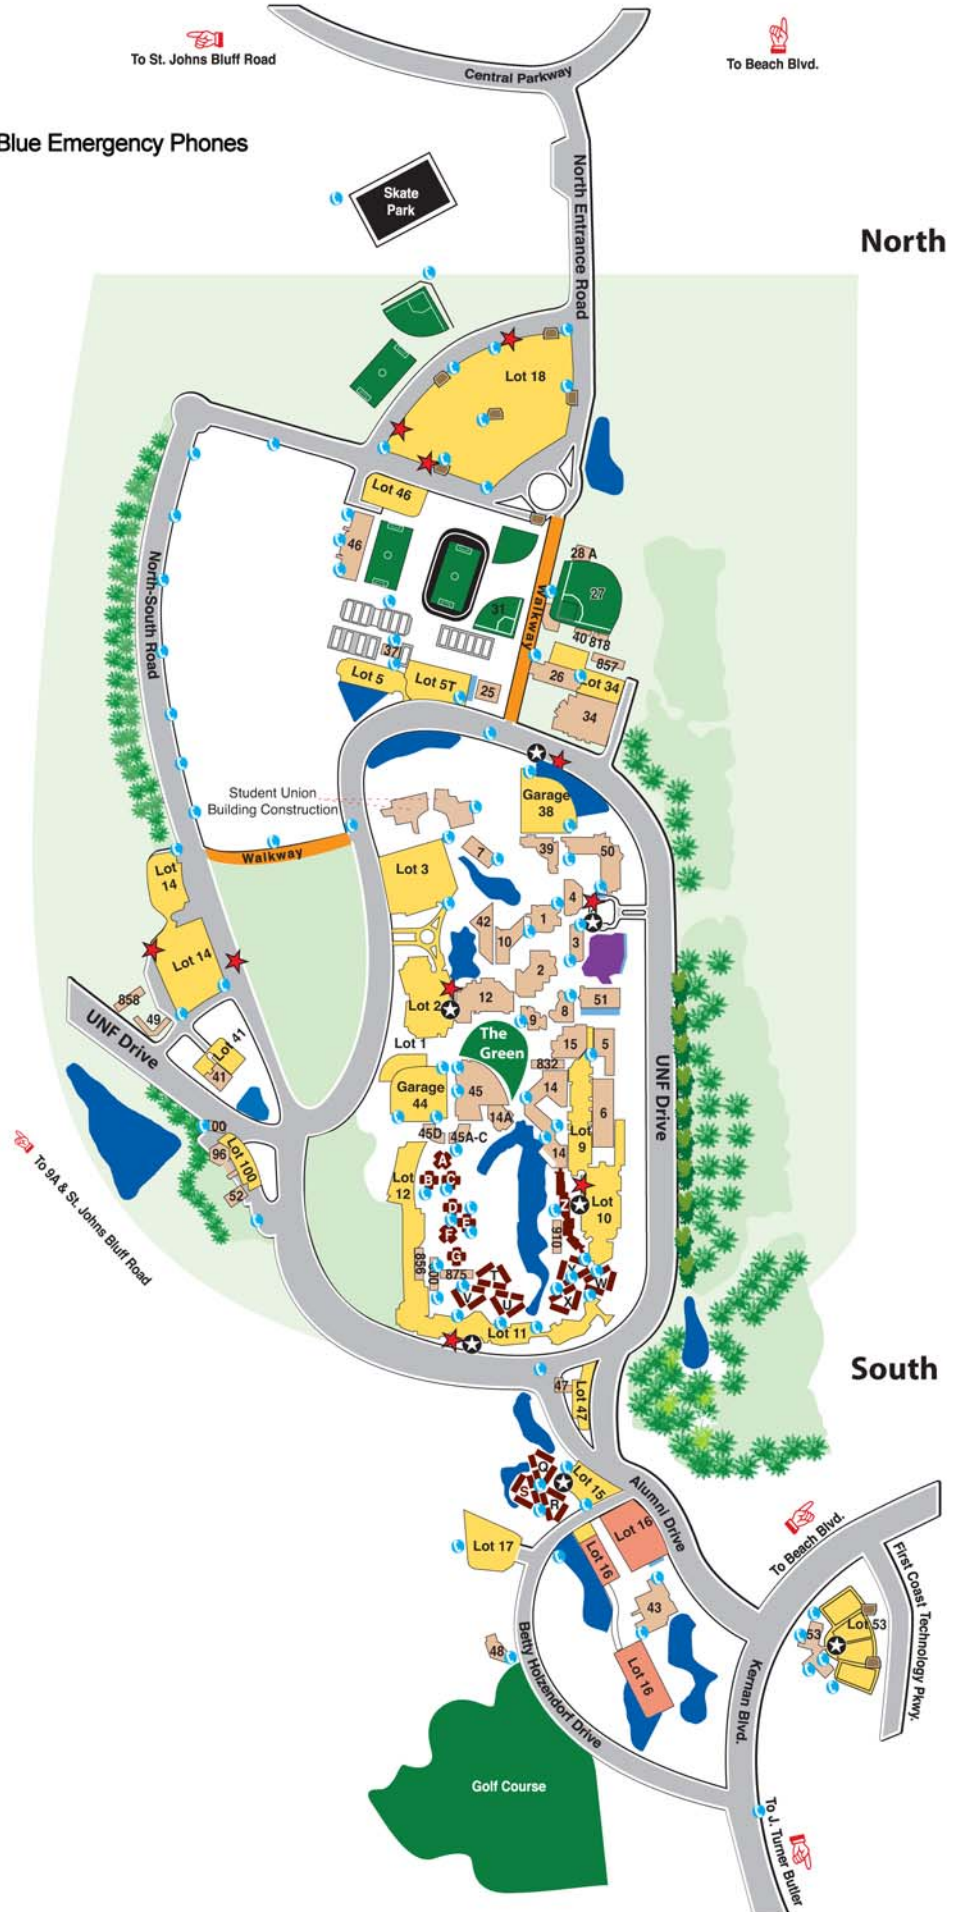 To St. Johns Bluff Road
To Beach Blvd.
Central Parkway
Blue Emergency Phones
North Entrance Road
Skate
Park
North
Lot 18
Lot 46
46
28 A
27
31
Walkway
40
818
37
857
26
Lot 34
Lot 5
Lot 5T
25
34
North-South Road
Student Union
Building Construction
Garage
38
Walkway
39
50
7
Lot 3
Lot
14
4
42
1
10
3
2
Lot 14
Lot 2
12
51
8
9
858
49
UNF Drive
The
Green
Lot 1
15
5
832
Lot 41
41
Garage
44
45
14
14A
6
UNF Drive
45D
45A-C
Lot
9
14
00
96
Lot 100
52
Lot
12
A
B
C
D
E
F
G
Z
Lot
10
910
To 9A & St. Johns Bluff Road
856
00
875
T
V
U
Y
W
X
Lot 11
South
47
Lot 47
Q
S
R
Lot 15
Alumni Drive
Lot 16
Lot 16
Lot 17
To Beach Blvd.
First Coast Technology Pkwy.
43
53
Lot 53
48
Betty Holzendorf Drive
Lot 16
Kernan Blvd.
Golf Course
To J. Turner Butler